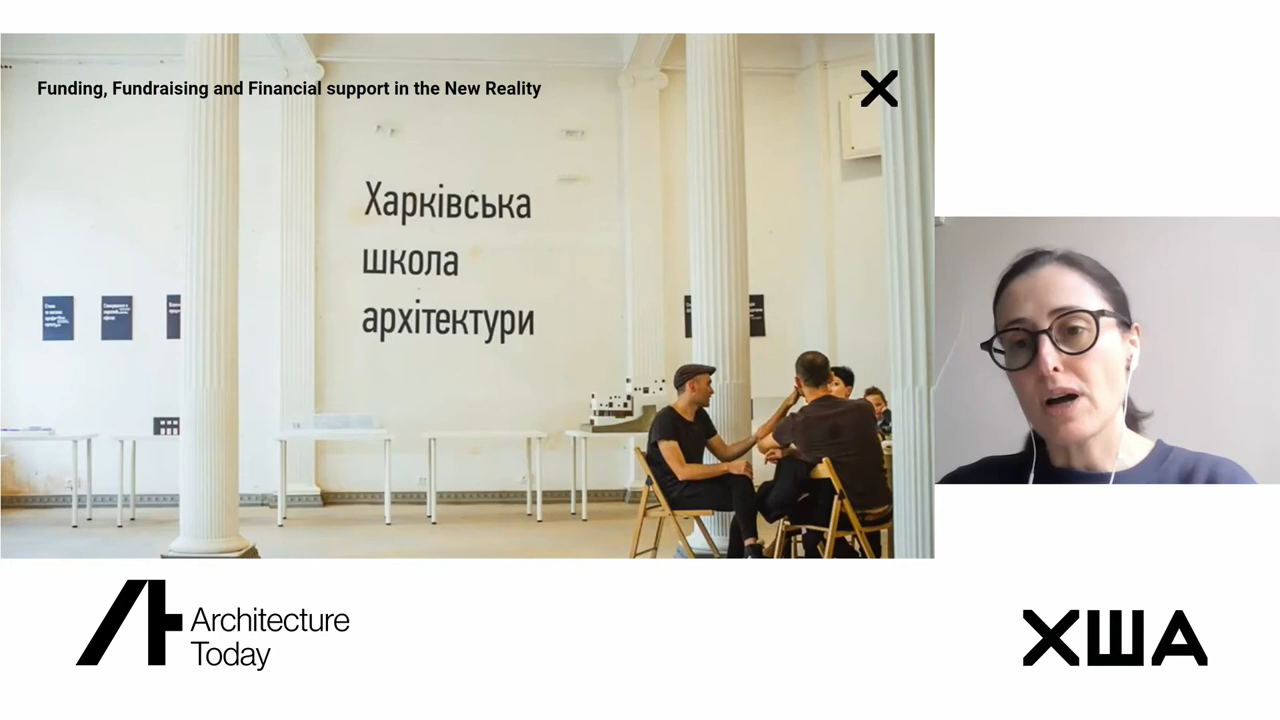 Funding, Fundraising and Financial support in the New Reality
Харківська
школа
архітектури
Architecture
Today
ХША